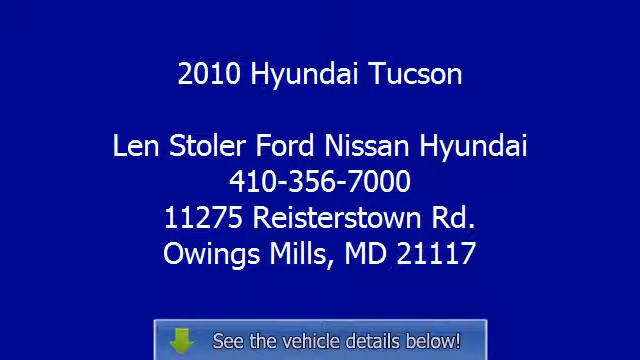 2010 Hyundai Tucson
Len Stoler Ford Nissan Hyundai
410-356-7000
11275 Reisterstown Rd.
Owings Mills, MD 21117
See the vehicle details below!